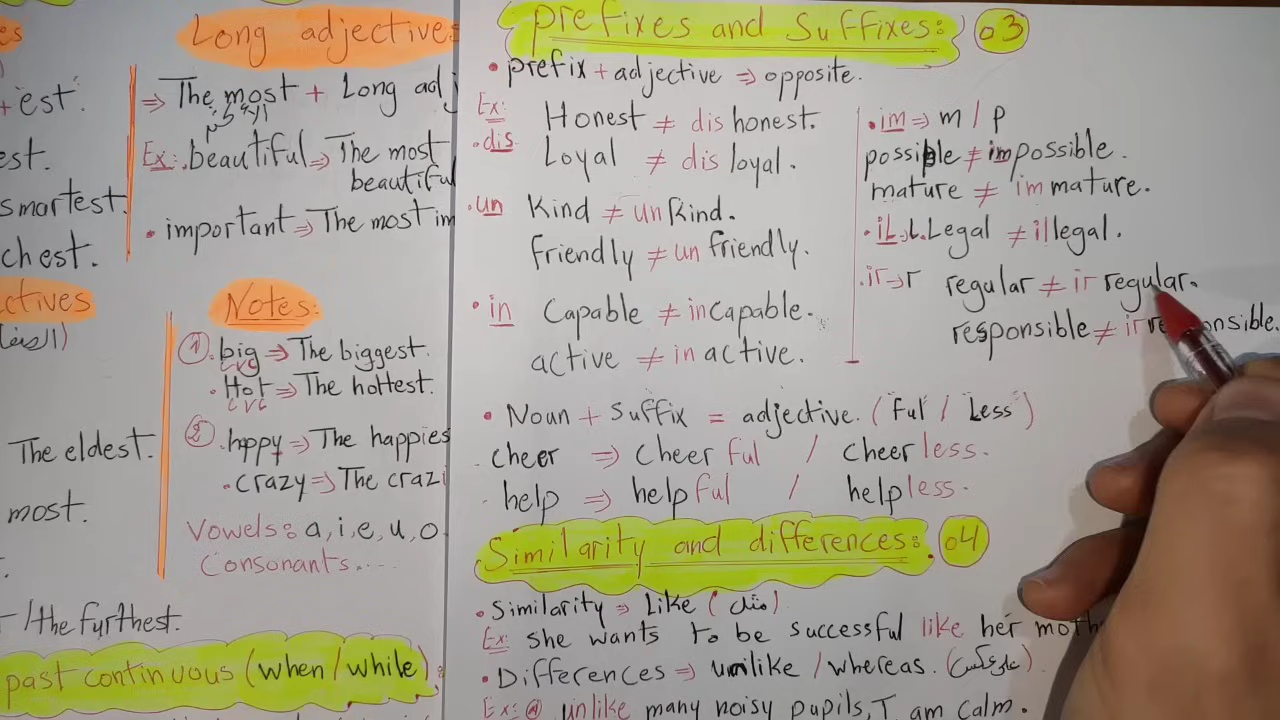 es
Long adjectives
+ est.
est.
smartest.
chest.
⇒ The most + Long adj
الأكثر
Ex: . beautiful ⇒ The most
beautiful
• important ⇒ The most im
ctives
Notes:
① . big ⇒ The biggest.
cvc
• Hot ⇒ The hottest.
cvc
② . happy ⇒ The happies
• crazy ⇒ The crazi
Vowels: a, i, e, u, o
Consonants....
The eldest.
most.
- / the furthest.
past continuous (when / while):
Prefixes and Suffixes: 03
• prefix + adjective ⇒ opposite.
Ex:
• dis
Honest ≠ dishonest.
Loyal ≠ disloyal.
• un
Kind ≠ unkind.
Friendly ≠ unfriendly.
• in
Capable ≠ incapable.
active ≠ inactive.
• im ⇒ m / p
possible ≠ impossible.
mature ≠ immature.
• iL → L. Legal ≠ illegal.
• ir → r regular ≠ irregular.
responsible ≠ irresponsible.
• Noun + Suffix = adjective. (Ful / Less)
. cheer ⇒ cheerful / cheerless.
. help ⇒ helpful / helpless.
Similarity and differences: 04
• Similarity ⇒ Like (مثل)
Ex: she wants to be successful like her moth
• Differences ⇒ unlike / whereas. (على عكس)
Ex: @ unlike many noisy pupils, I am calm.